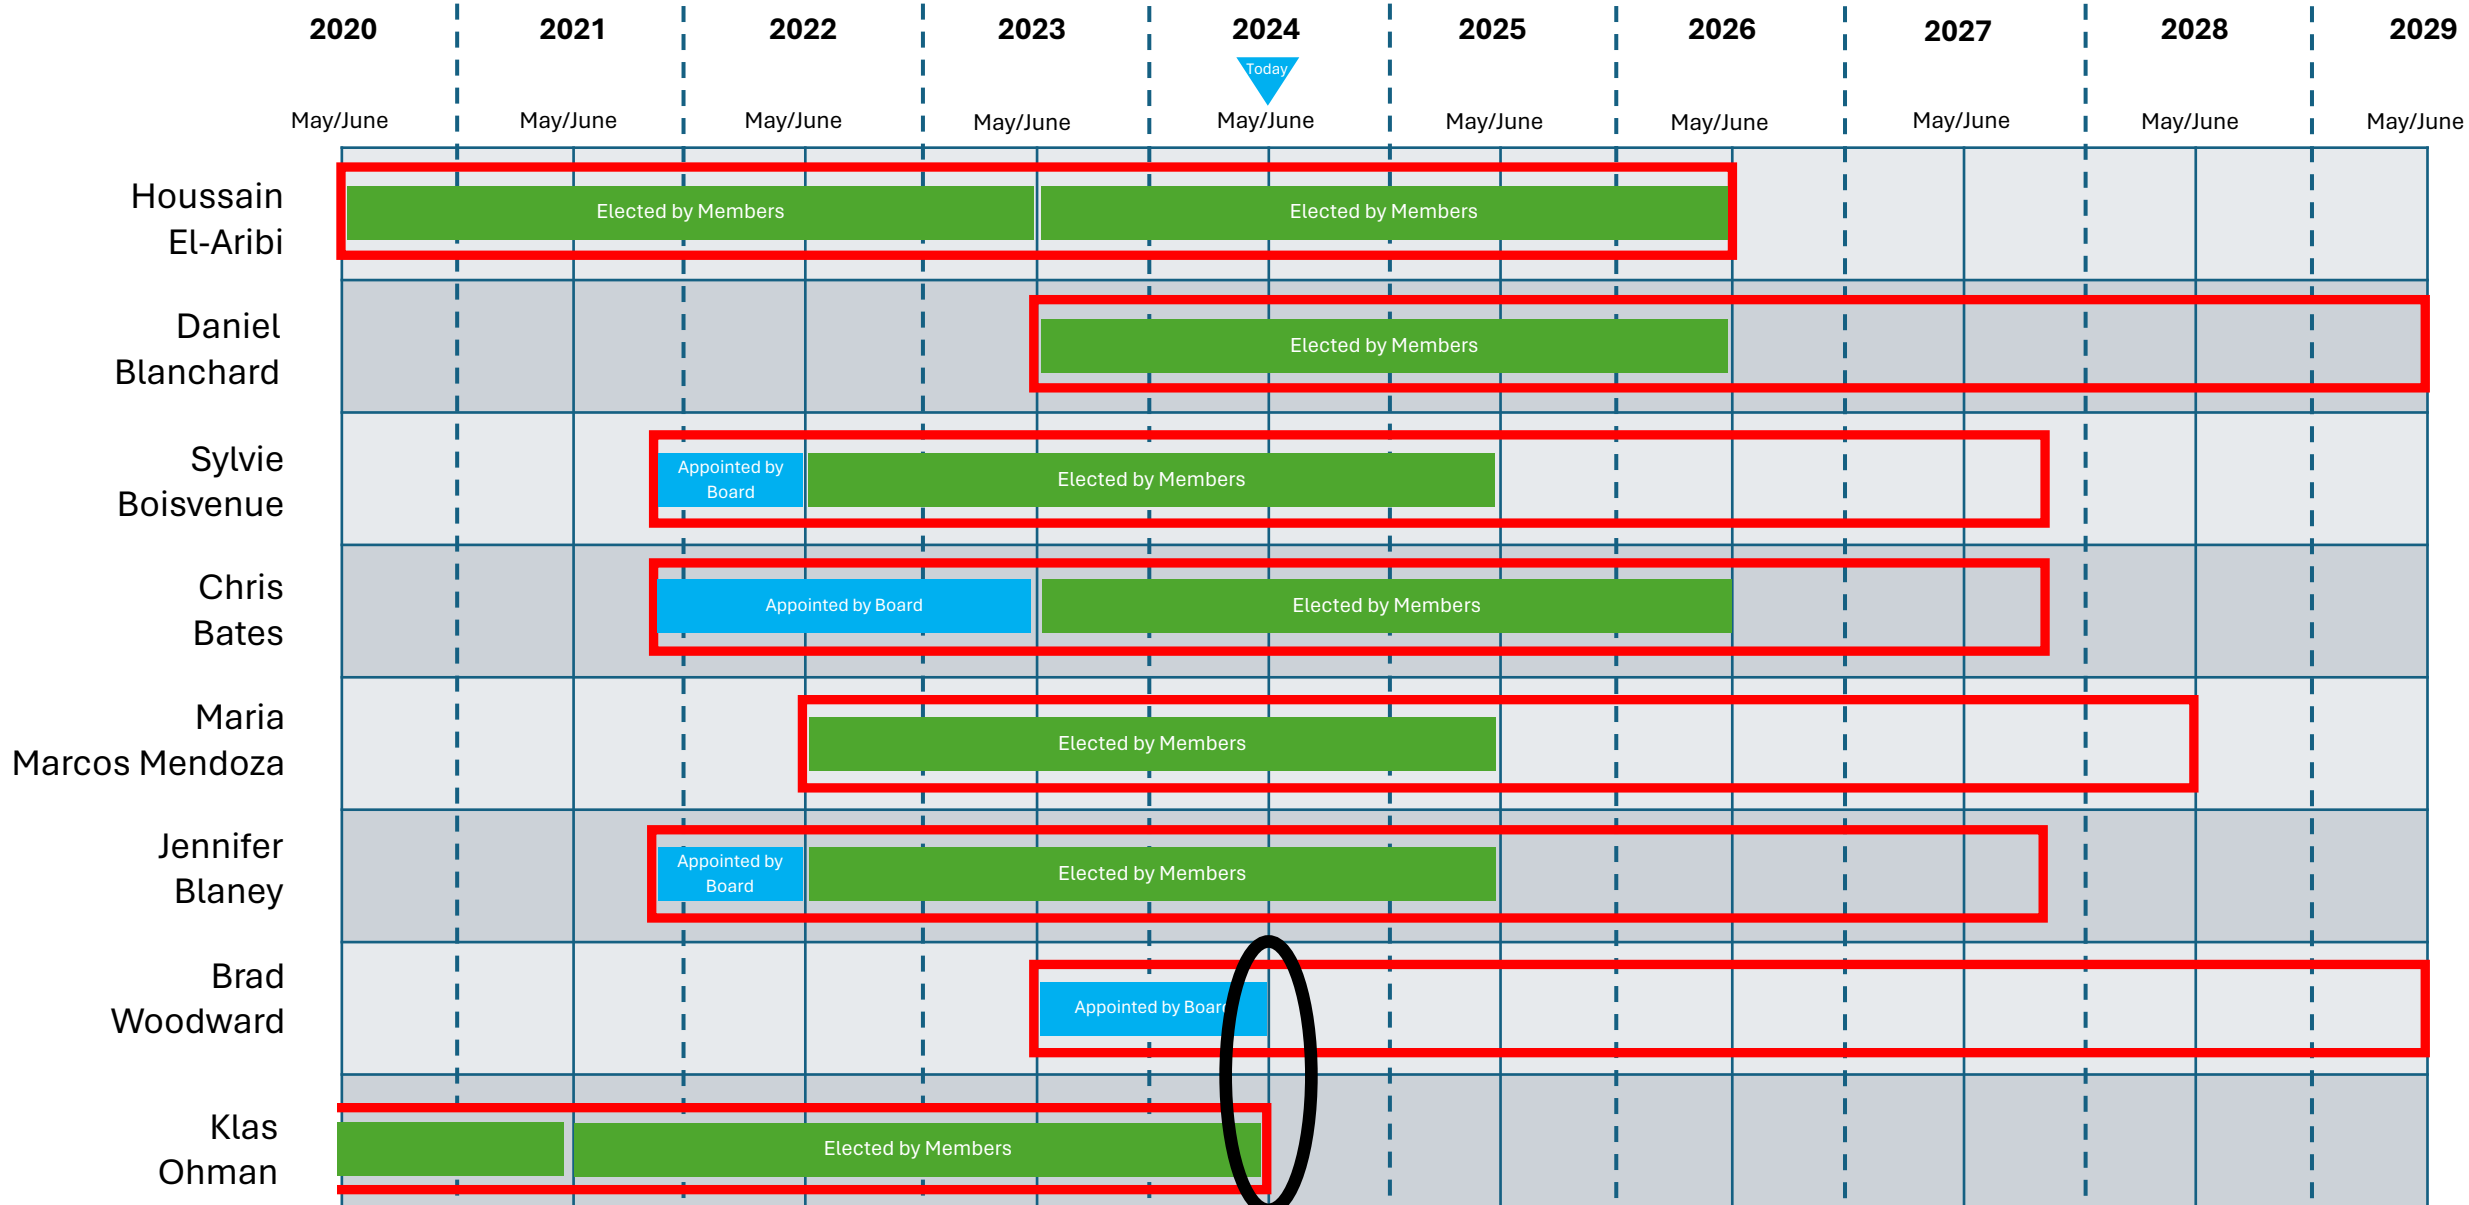 2020 2021 2022 2023 2024 2025 2026 2027 2028 2029
Today
May/June May/June May/June May/June May/June May/June May/June May/June May/June May/June
Houssain
El-Aribi
Elected by Members Elected by Members
Daniel
Blanchard
Elected by Members
Sylvie
Boisvenue
Appointed by
Board
Elected by Members
Chris
Bates
Appointed by Board Elected by Members
Maria
Marcos Mendoza
Elected by Members
Jennifer
Blaney
Appointed by
Board
Elected by Members
Brad
Woodward
Appointed by Board
Klas
Ohman
Elected by Members